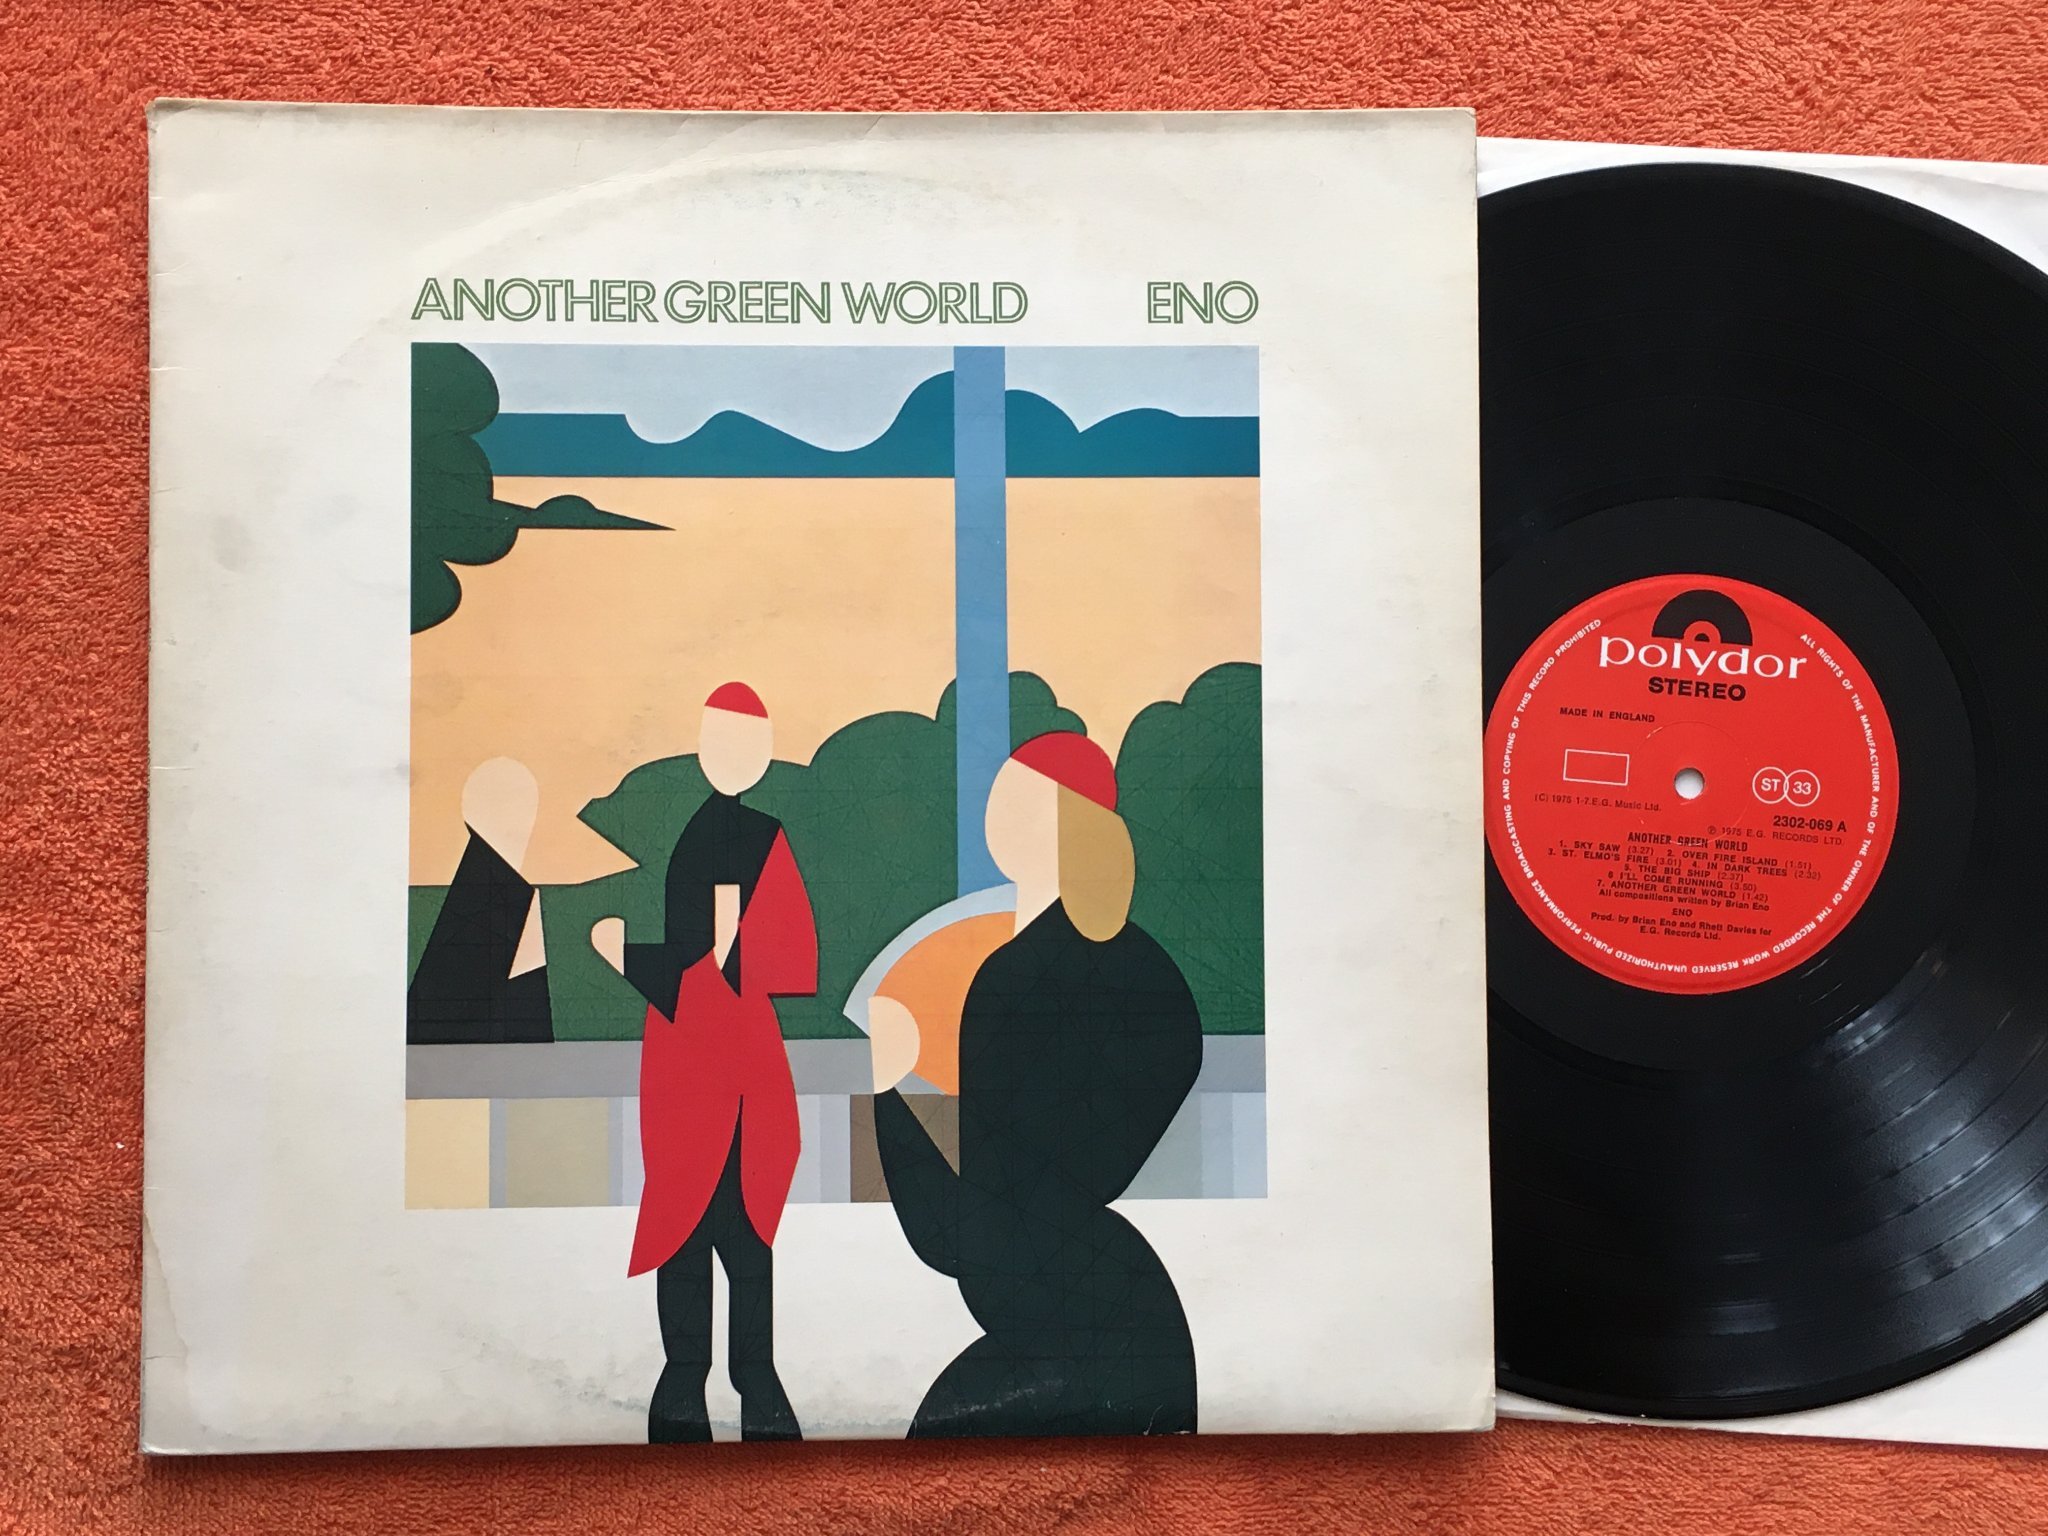 ANOTHER GREEN WORLD ENO
polydor
STEREO
MADE IN ENGLAND
ST 33
(C) 1975 1-7.E.G. Music Ltd.
2302-069 A
℗ 1975 E.G. RECORDS LTD.
ANOTHER GREEN WORLD
1. SKY SAW (3.27) 2. OVER FIRE ISLAND (1.51)
3. ST. ELMO'S FIRE (3.01) 4. IN DARK TREES (2.32)
5. THE BIG SHIP (2.37)
6 I'LL COME RUNNING (3.50)
7. ANOTHER GREEN WORLD (1.42)
All compositions written by Brian Eno
ENO
Prod. by Brian Eno and Rhett Davies for
E.G. Records Ltd.
ALL RIGHTS OF THE MANUFACTURER AND OF THE OWNER OF THE RECORDED WORK RESERVED UNAUTHORIZED PUBLIC PERFORMANCE BROADCASTING AND COPYING OF THIS RECORD PROHIBITED